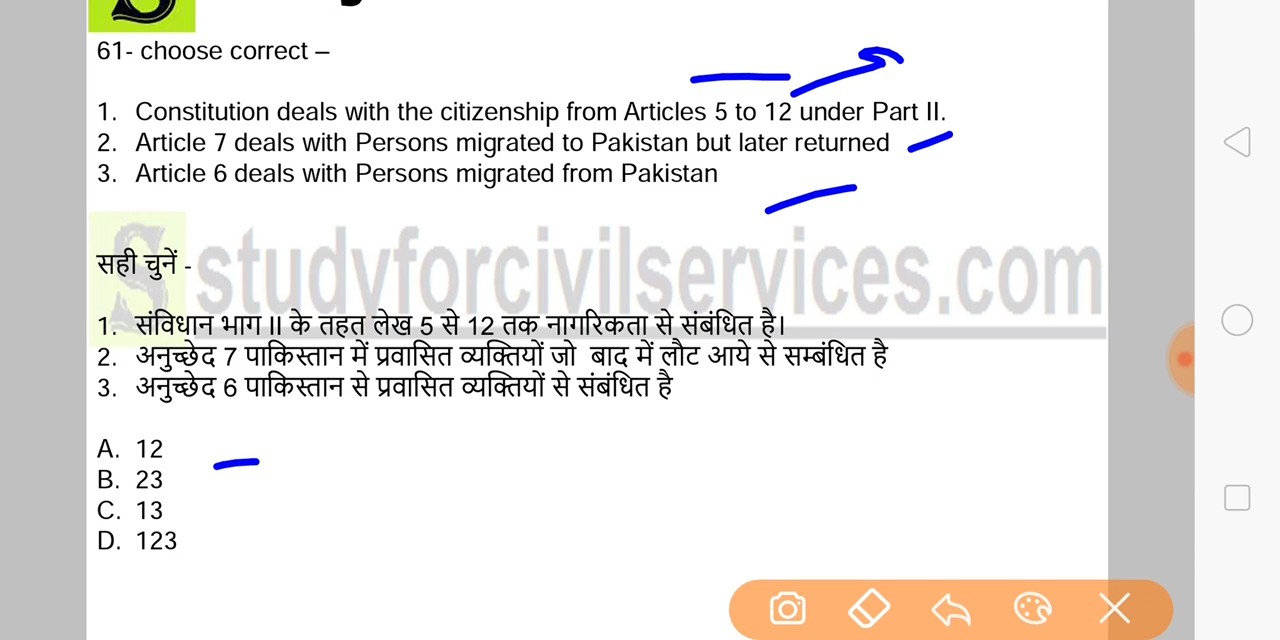 61- choose correct –
1. Constitution deals with the citizenship from Articles 5 to 12 under Part II.
2. Article 7 deals with Persons migrated to Pakistan but later returned
3. Article 6 deals with Persons migrated from Pakistan
studyforcivilservices.com
सही चुनें -
1. संविधान भाग II के तहत लेख 5 से 12 तक नागरिकता से संबंधित है।
2. अनुच्छेद 7 पाकिस्तान में प्रवासित व्यक्तियों जो बाद में लौट आये से सम्बंधित है
3. अनुच्छेद 6 पाकिस्तान से प्रवासित व्यक्तियों से संबंधित है
A. 12
B. 23
C. 13
D. 123